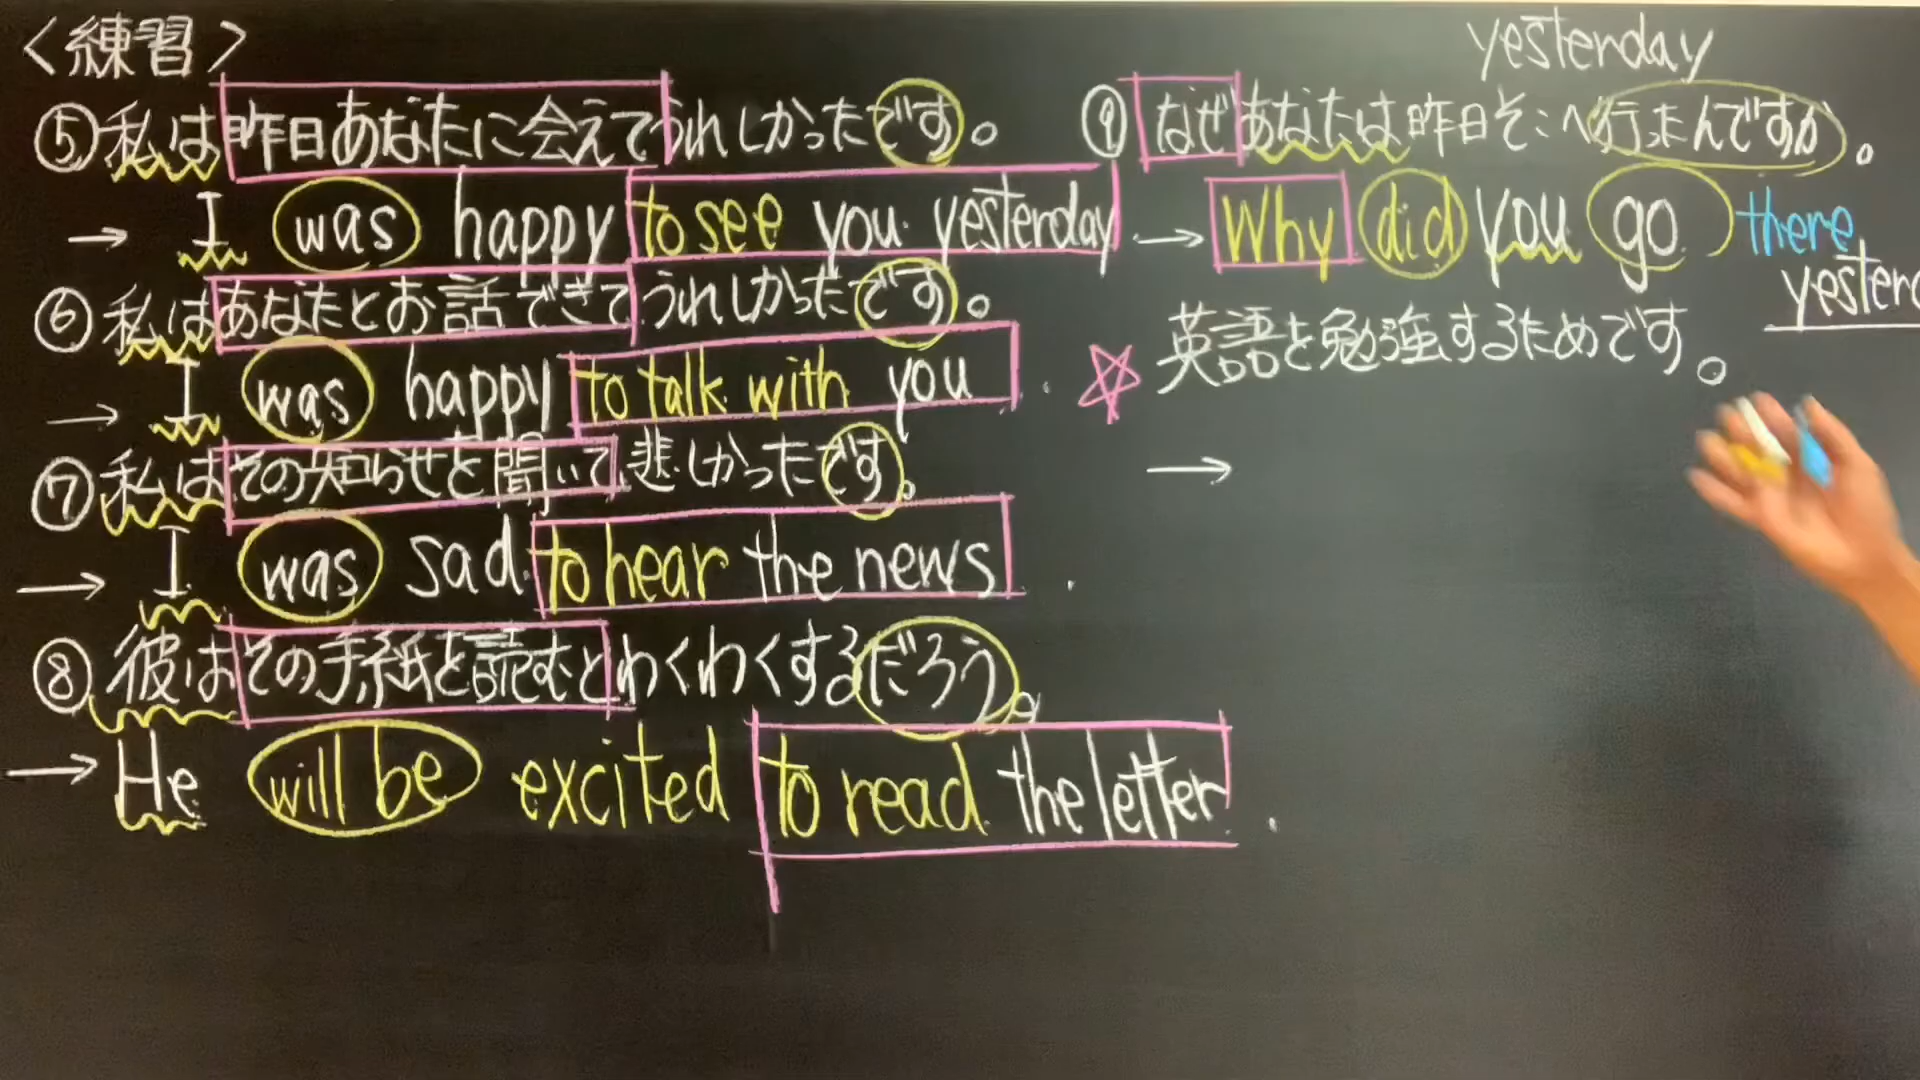 <練習>
⑤私は昨日あなたに会えてうれしかったです。
→ I was happy to see you yesterday
⑥私はあなたとお話できてうれしかったです。
→ I was happy to talk with you.
⑦私はその知らせを聞いて悲しかったです。
→ I was sad to hear the news.
⑧彼はその手紙を読むとわくわくするだろう。
→ He will be excited to read the letter.
yesterday
⑨なぜあなたは昨日そこへ行ったんですか。
→ Why did you go there
☆英語を勉強するためです。
→